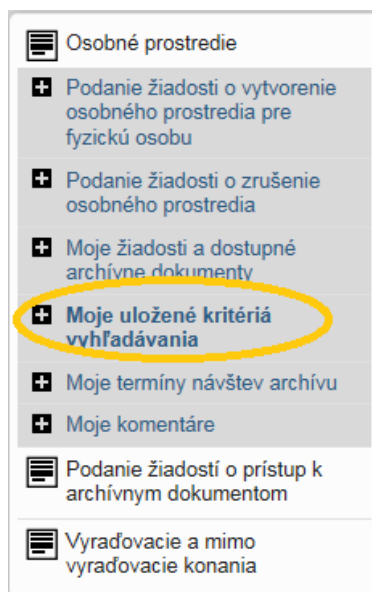 Osobné prostredie
Podanie žiadosti o vytvorenie
osobného prostredia pre
fyzickú osobu
Podanie žiadosti o zrušenie
osobného prostredia
Moje žiadosti a dostupné
archívne dokumenty
Moje uložené kritériá
vyhľadávania
Moje termíny návštev archívu
Moje komentáre
Podanie žiadostí o prístup k
archívnym dokumentom
Vyraďovacie a mimo
vyraďovacie konania